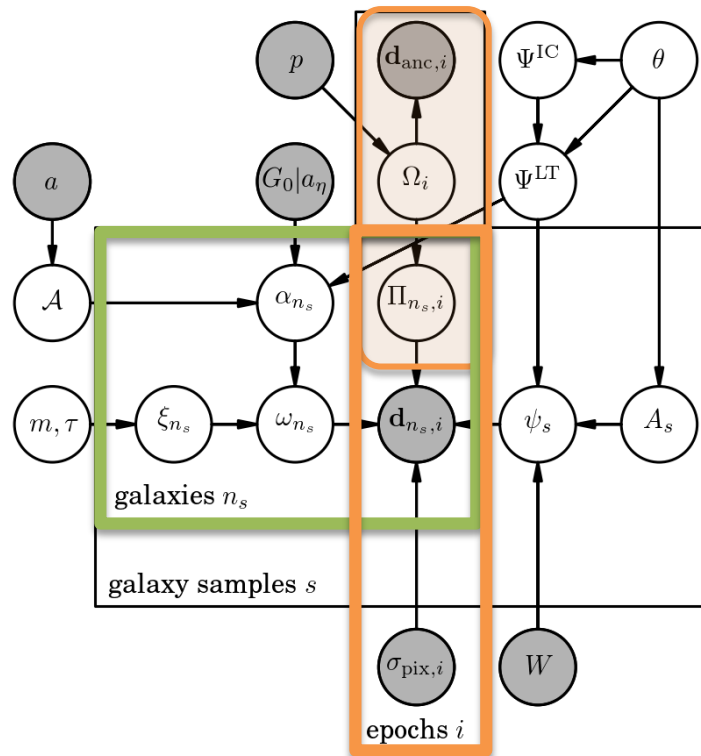 p
d_anc,i
Ψ^IC
θ
a
G_0|a_η
Ω_i
Ψ^LT
𝒜
α_{n_s}
Π_{n_s,i}
m, τ
ξ_{n_s}
ω_{n_s}
d_{n_s,i}
ψ_s
A_s
galaxies n_s
galaxy samples s
σ_pix,i
W
epochs i